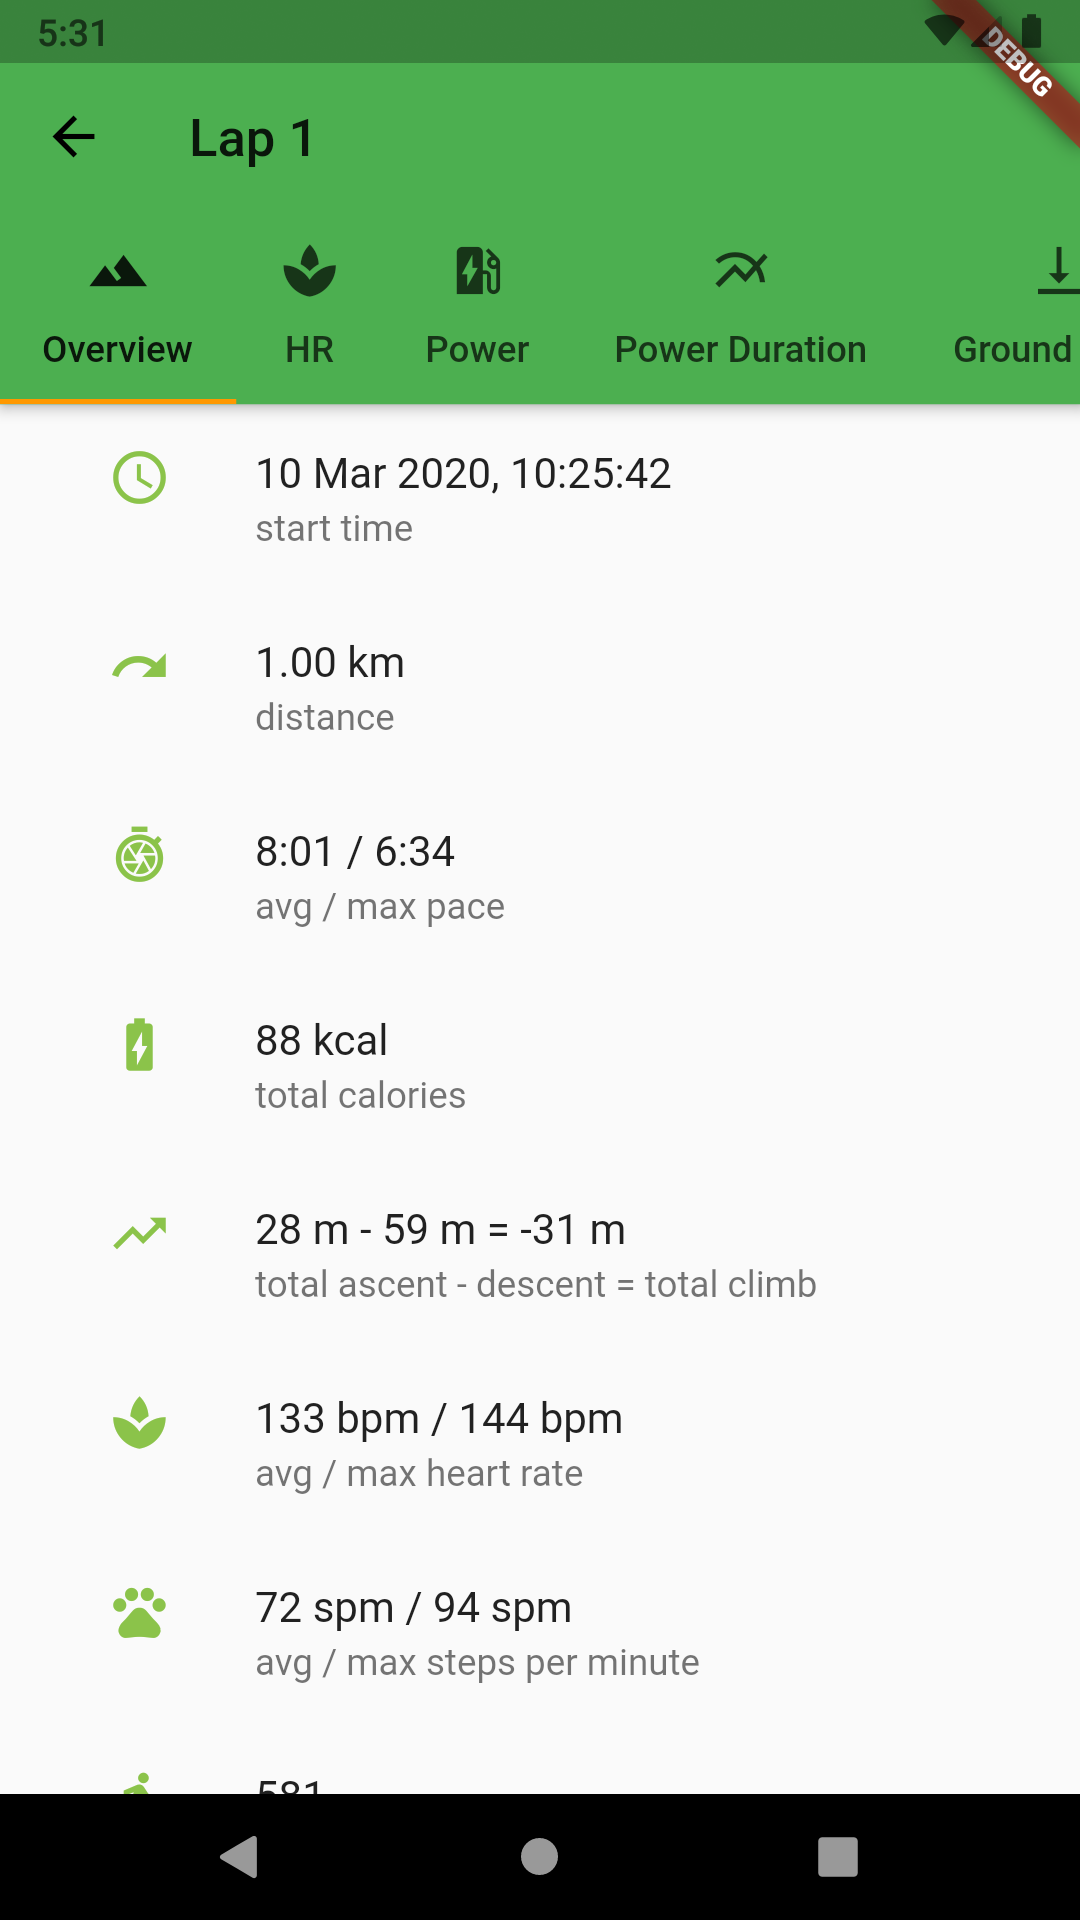 5:31
DEBUG
Lap 1
Overview HR Power Power Duration Ground
10 Mar 2020, 10:25:42
start time
1.00 km
distance
8:01 / 6:34
avg / max pace
88 kcal
total calories
28 m - 59 m = -31 m
total ascent - descent = total climb
133 bpm / 144 bpm
avg / max heart rate
72 spm / 94 spm
avg / max steps per minute
581